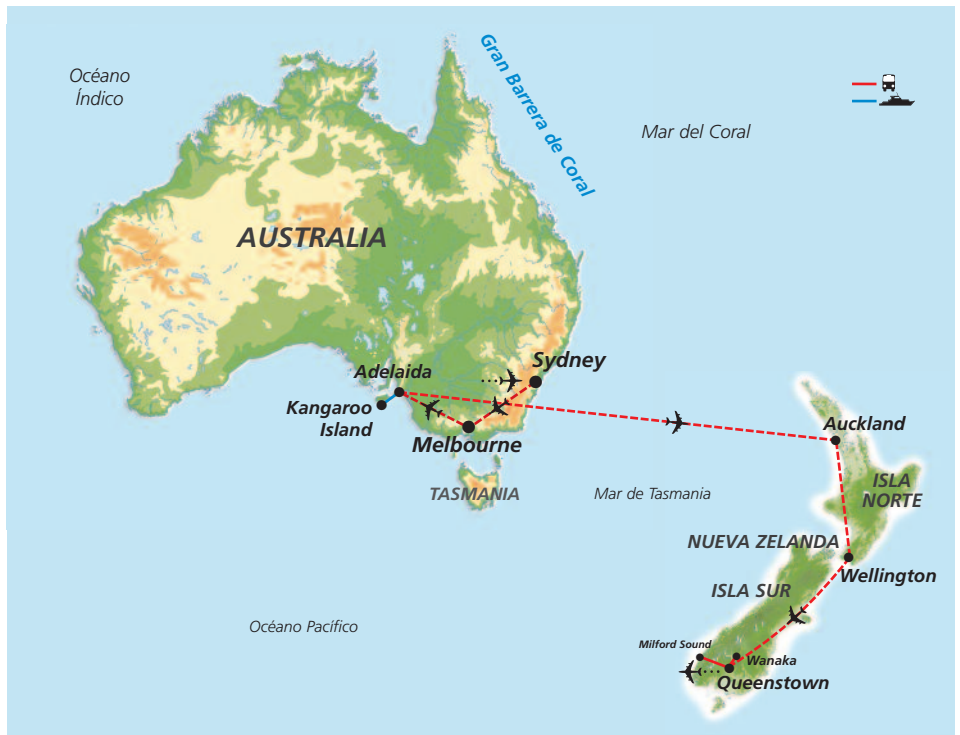 Océano
Índico
Gran Barrera de Coral
Mar del Coral
AUSTRALIA
Sydney
Adelaida
Kangaroo
Island
Melbourne
Auckland
TASMANIA
Mar de Tasmania
ISLA
NORTE
NUEVA ZELANDA
Wellington
ISLA SUR
Océano Pacífico
Milford Sound
Wanaka
Queenstown